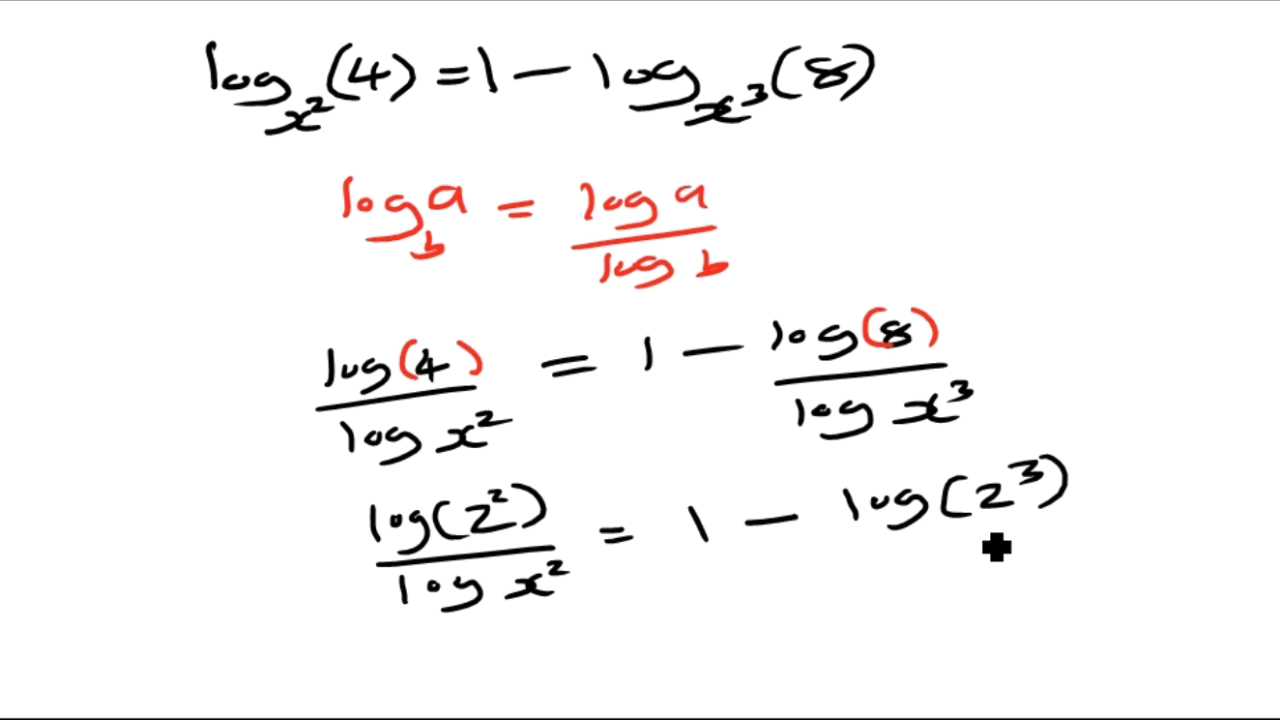 log_{x²}(4) = 1 − log_{x³}(8)
log_b a = log a / log b
log(4) / log x² = 1 − log(8) / log x³
log(2²) / log x² = 1 − log(2³)